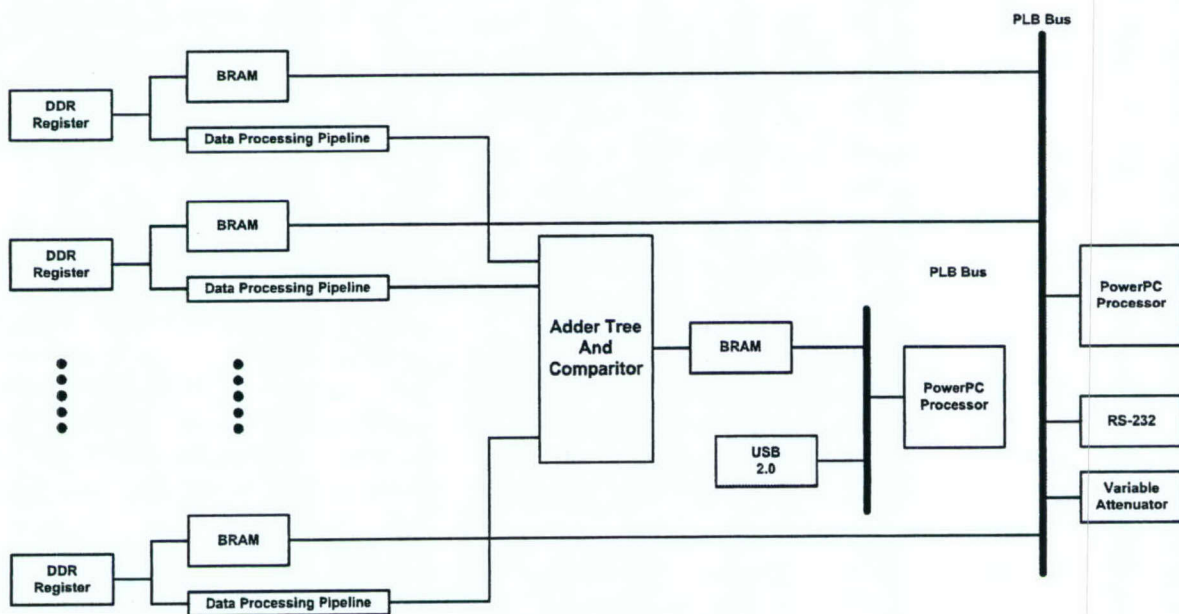 PLB Bus
BRAM
DDR
Register
Data Processing Pipeline
BRAM
DDR
Register
Data Processing Pipeline
PLB Bus
PowerPC
Processor
Adder Tree
And
Comparitor
BRAM
PowerPC
Processor
RS-232
USB
2.0
Variable
Attenuator
BRAM
DDR
Register
Data Processing Pipeline